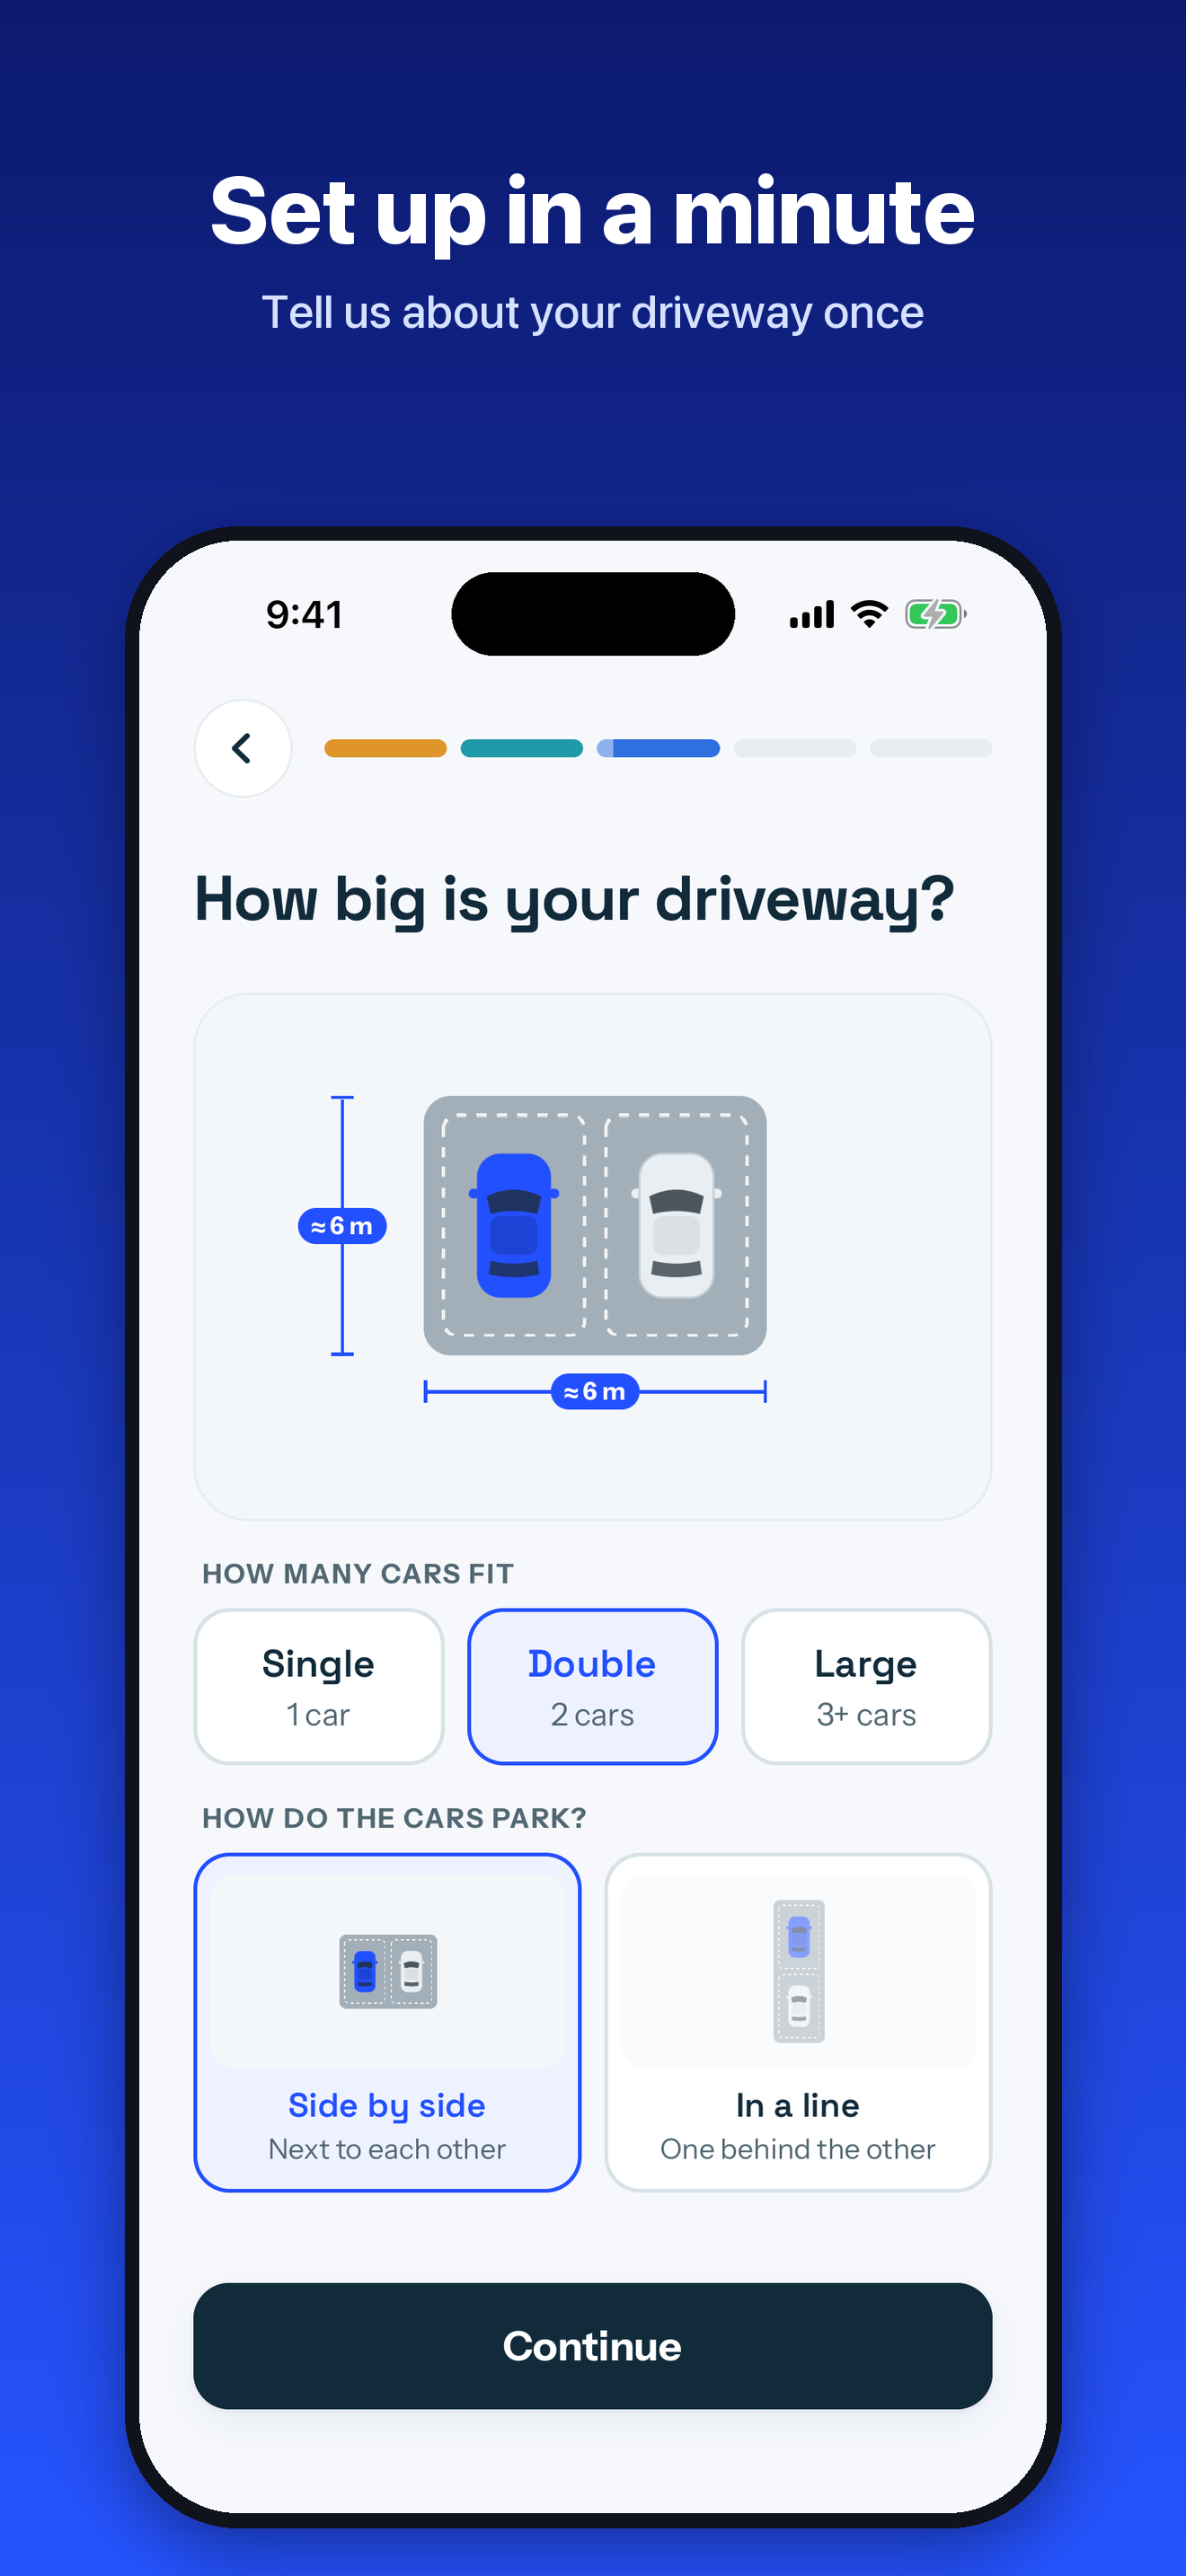 Set up in a minute
Tell us about your driveway once
9:41
How big is your driveway?
≈6 m
≈6 m
HOW MANY CARS FIT
Single
1 car
Double
2 cars
Large
3+ cars
HOW DO THE CARS PARK?
Side by side
Next to each other
In a line
One behind the other
Continue